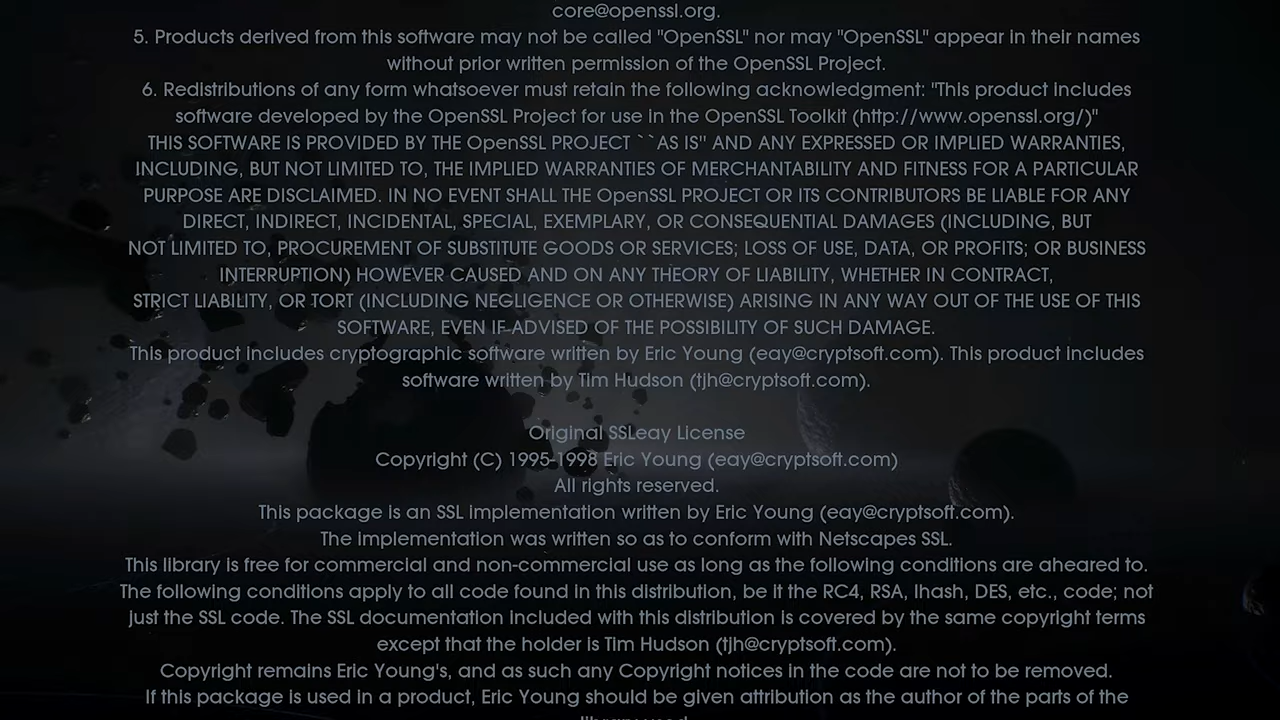 core@openssl.org.
5. Products derived from this software may not be called "OpenSSL" nor may "OpenSSL" appear in their names
without prior written permission of the OpenSSL Project.
6. Redistributions of any form whatsoever must retain the following acknowledgment: "This product includes
software developed by the OpenSSL Project for use in the OpenSSL Toolkit (http://www.openssl.org/)"
THIS SOFTWARE IS PROVIDED BY THE OpenSSL PROJECT ``AS IS'' AND ANY EXPRESSED OR IMPLIED WARRANTIES,
INCLUDING, BUT NOT LIMITED TO, THE IMPLIED WARRANTIES OF MERCHANTABILITY AND FITNESS FOR A PARTICULAR
PURPOSE ARE DISCLAIMED. IN NO EVENT SHALL THE OpenSSL PROJECT OR ITS CONTRIBUTORS BE LIABLE FOR ANY
DIRECT, INDIRECT, INCIDENTAL, SPECIAL, EXEMPLARY, OR CONSEQUENTIAL DAMAGES (INCLUDING, BUT
NOT LIMITED TO, PROCUREMENT OF SUBSTITUTE GOODS OR SERVICES; LOSS OF USE, DATA, OR PROFITS; OR BUSINESS
INTERRUPTION) HOWEVER CAUSED AND ON ANY THEORY OF LIABILITY, WHETHER IN CONTRACT,
STRICT LIABILITY, OR TORT (INCLUDING NEGLIGENCE OR OTHERWISE) ARISING IN ANY WAY OUT OF THE USE OF THIS
SOFTWARE, EVEN IF ADVISED OF THE POSSIBILITY OF SUCH DAMAGE.
This product includes cryptographic software written by Eric Young (eay@cryptsoft.com). This product includes
software written by Tim Hudson (tjh@cryptsoft.com).
Original SSLeay License
Copyright (C) 1995-1998 Eric Young (eay@cryptsoft.com)
All rights reserved.
This package is an SSL implementation written by Eric Young (eay@cryptsoft.com).
The implementation was written so as to conform with Netscapes SSL.
This library is free for commercial and non-commercial use as long as the following conditions are aheared to.
The following conditions apply to all code found in this distribution, be it the RC4, RSA, lhash, DES, etc., code; not
just the SSL code. The SSL documentation included with this distribution is covered by the same copyright terms
except that the holder is Tim Hudson (tjh@cryptsoft.com).
Copyright remains Eric Young's, and as such any Copyright notices in the code are not to be removed.
If this package is used in a product, Eric Young should be given attribution as the author of the parts of the
library used.